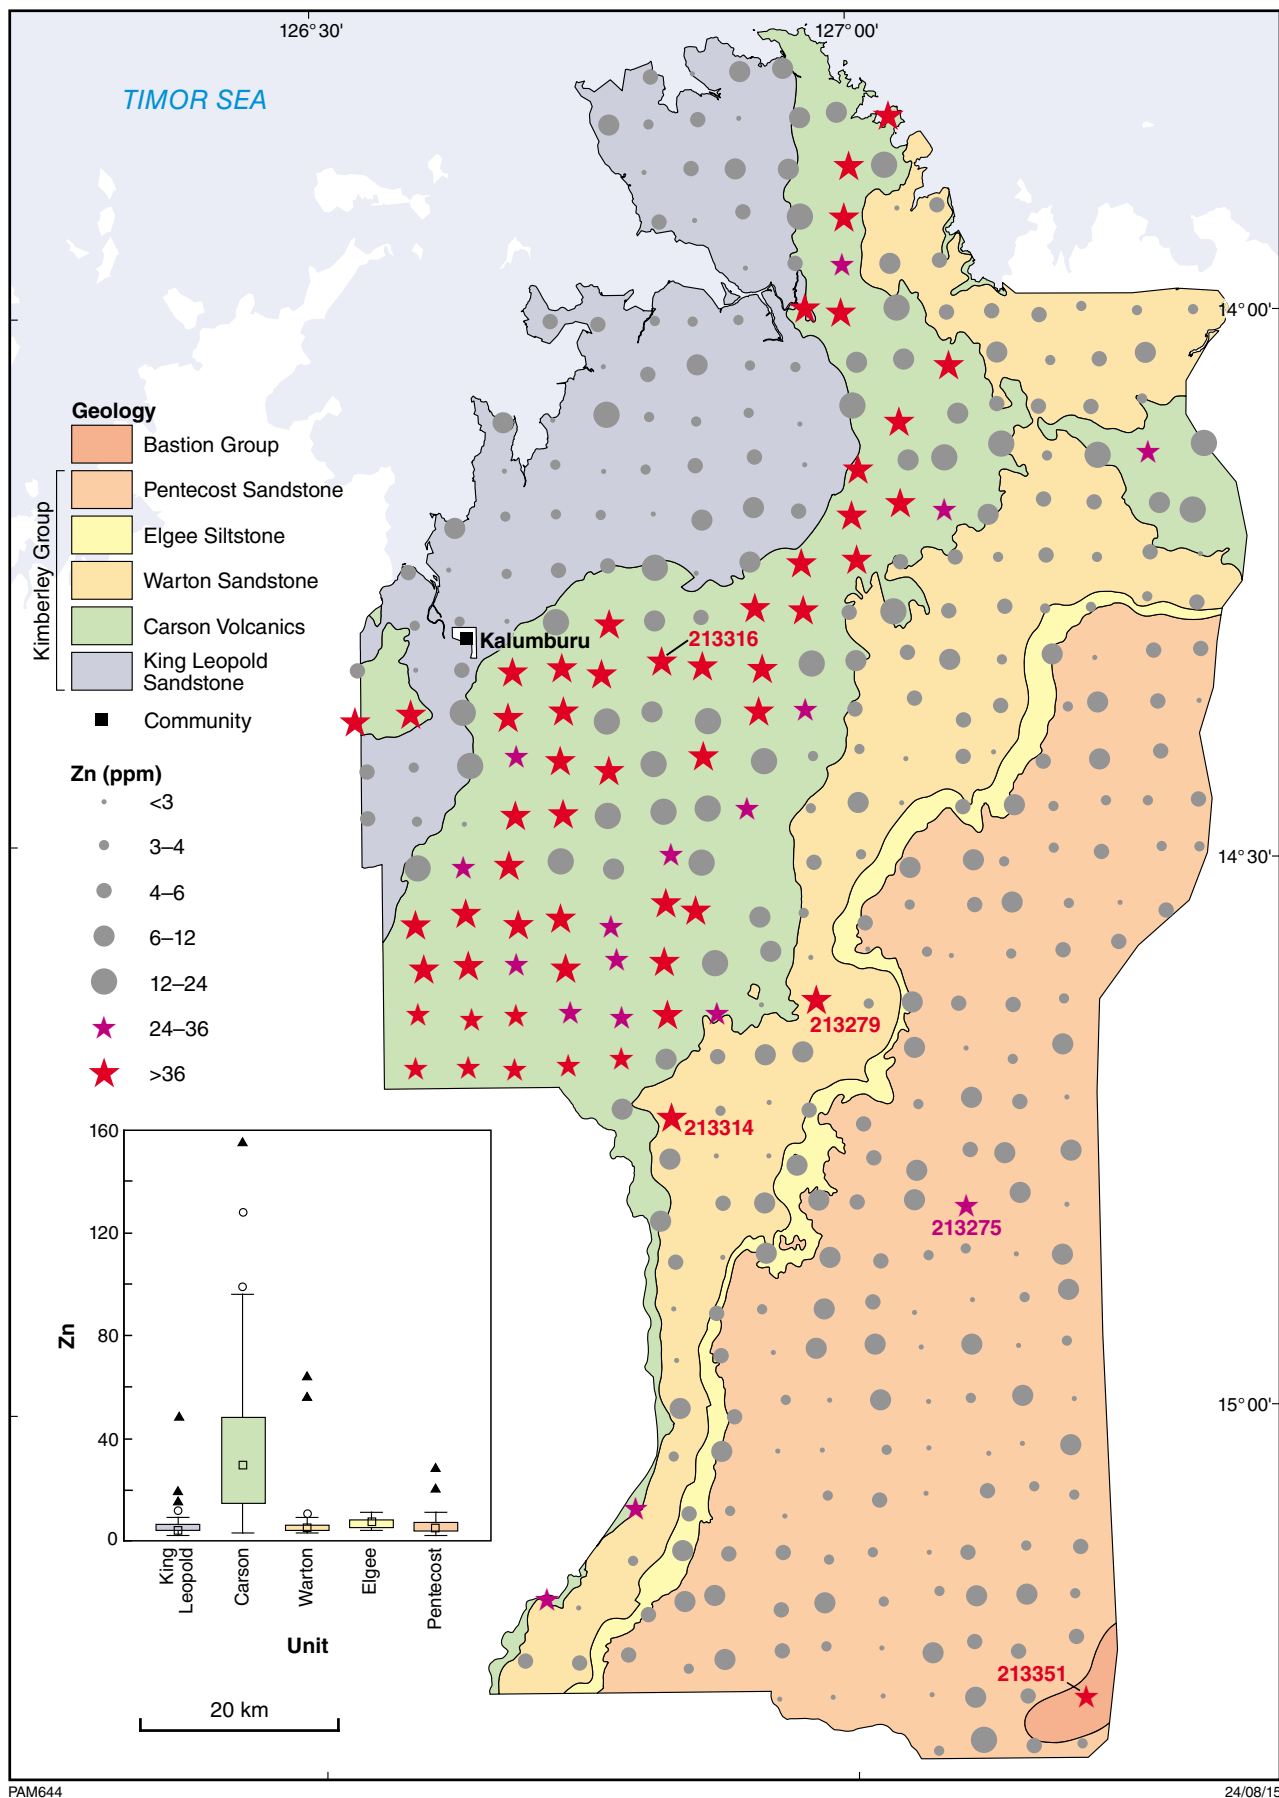 126°30'
127°00'
TIMOR SEA
14°00'
Geology
Bastion Group
Kimberley Group
Pentecost Sandstone
Elgee Siltstone
Warton Sandstone
Carson Volcanics
King Leopold
Sandstone
Community
Kalumburu
213316
Zn (ppm)
<3
3–4
4–6
6–12
12–24
24–36
>36
14°30'
213279
213314
213275
160
120
80
40
0
Zn
King
Leopold
Carson
Warton
Elgee
Pentecost
Unit
15°00'
213351
20 km
PAM644
24/08/15